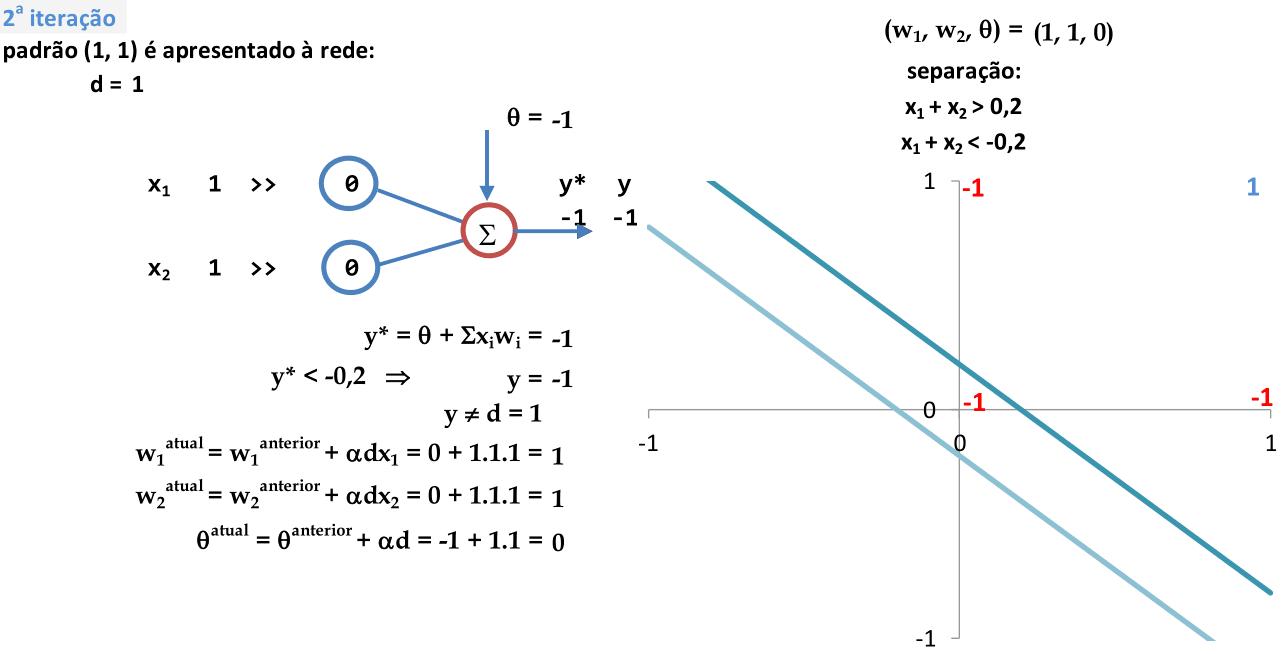 2ª iteração
padrão (1, 1) é apresentado à rede:
d = 1
θ = -1
x₁ 1 >> 0
y* y
-1 -1
Σ
x₂ 1 >> 0
y* = θ + Σxᵢwᵢ = -1
y* < -0,2 ⇒ y = -1
y ≠ d = 1
w₁ᵃᵗᵘᵃˡ = w₁ᵃⁿᵗᵉʳⁱᵒʳ + αdx₁ = 0 + 1.1.1 = 1
w₂ᵃᵗᵘᵃˡ = w₂ᵃⁿᵗᵉʳⁱᵒʳ + αdx₂ = 0 + 1.1.1 = 1
θᵃᵗᵘᵃˡ = θᵃⁿᵗᵉʳⁱᵒʳ + αd = -1 + 1.1 = 0
(w₁, w₂, θ) = (1, 1, 0)
separação:
x₁ + x₂ > 0,2
x₁ + x₂ < -0,2
1 -1 1
0 -1 -1
-1 0 1
-1